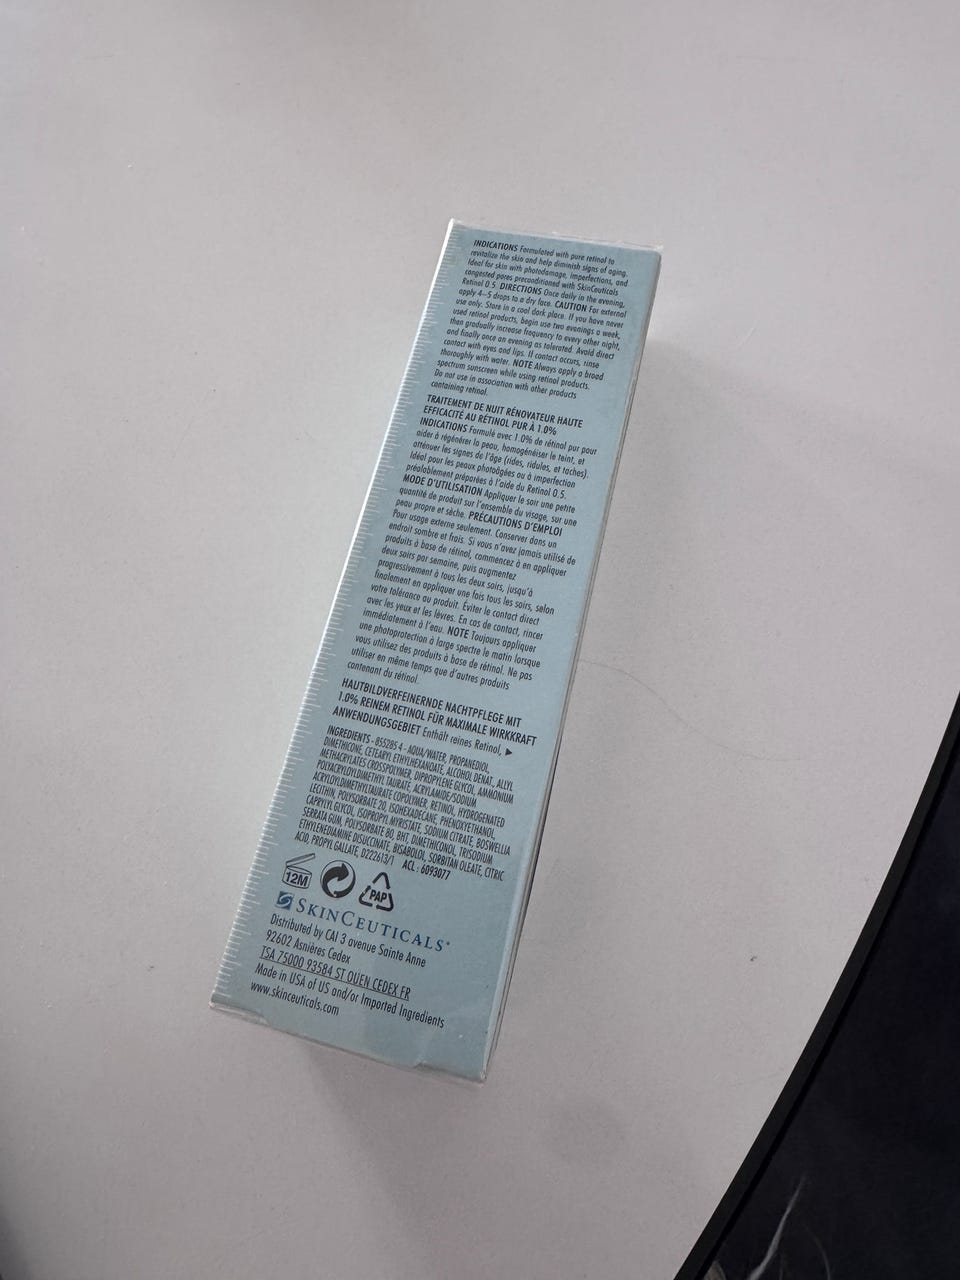 INDICATIONS Formulated with pure retinol to
revitalize the skin and help diminish signs of aging.
Ideal for skin with photodamage, imperfections, and
congested pores preconditioned with SkinCeuticals
Retinol 0.5. DIRECTIONS Once daily in the evening,
apply 4–5 drops to a dry face. CAUTION For external
use only. Store in a cool dark place. If you have never
used retinol products, begin use two evenings a week,
then gradually increase frequency to every other night,
and finally once an evening as tolerated. Avoid direct
contact with eyes and lips. If contact occurs, rinse
thoroughly with water. NOTE Always apply a broad
spectrum sunscreen while using retinol products.
Do not use in association with other products
containing retinol.
TRAITEMENT DE NUIT RÉNOVATEUR HAUTE
EFFICACITÉ AU RÉTINOL PUR À 1.0%
INDICATIONS Formulé avec 1.0% de rétinol pur pour
aider à régénérer la peau, homogénéiser le teint, et
atténuer les signes de l'âge (rides, ridules, et taches).
Idéal pour les peaux photoâgées ou à imperfection
préalablement préparées à l'aide du Retinol 0.5.
MODE D'UTILISATION Appliquer le soir une petite
quantité de produit sur l'ensemble du visage, sur une
peau propre et sèche. PRÉCAUTIONS D'EMPLOI
Pour usage externe seulement. Conserver dans un
endroit sombre et frais. Si vous n'avez jamais utilisé de
produits à base de rétinol, commencez à en appliquer
deux soirs par semaine, puis augmentez
progressivement à tous les deux soirs, jusqu'à
finalement en appliquer une fois tous les soirs, selon
votre tolérance au produit. Éviter le contact direct
avec les yeux et les lèvres. En cas de contact, rincer
immédiatement à l'eau. NOTE Toujours appliquer
une photoprotection à large spectre le matin lorsque
vous utilisez des produits à base de rétinol. Ne pas
utiliser en même temps que d'autres produits
contenant du rétinol.
HAUTBILDVERFEINERNDE NACHTPFLEGE MIT
1.0% REINEM RETINOL FÜR MAXIMALE WIRKKRAFT
ANWENDUNGSGEBIET Enthält reines Retinol, ▶
INGREDIENTS - 855285 4 - AQUA/WATER, PROPANEDIOL,
DIMETHICONE, CETEARYL ETHYLHEXANOATE, ALCOHOL DENAT., ALLYL
METHACRYLATES CROSSPOLYMER, DIPROPYLENE GLYCOL, AMMONIUM
POLYACRYLOYLDIMETHYL TAURATE, ACRYLAMIDE/SODIUM
ACRYLOYLDIMETHYLTAURATE COPOLYMER, RETINOL, HYDROGENATED
LECITHIN, POLYSORBATE 20, ISOHEXADECANE, PHENOXYETHANOL,
CAPRYLYL GLYCOL, ISOPROPYL MYRISTATE, SODIUM CITRATE, BOSWELLIA
SERRATA GUM, POLYSORBATE 80, BHT, DIMETHICONOL, TRISODIUM
ETHYLENEDIAMINE DISUCCINATE, BISABOLOL, SORBITAN OLEATE, CITRIC
ACID, PROPYL GALLATE, D222613/1 ACL : 6093077
12M PAP
SKINCEUTICALS®
Distributed by CAI 3 avenue Sainte Anne
92602 Asnières Cedex
TSA 75000 93584 ST OUEN CEDEX FR
Made in USA of US and/or Imported Ingredients
www.skinceuticals.com